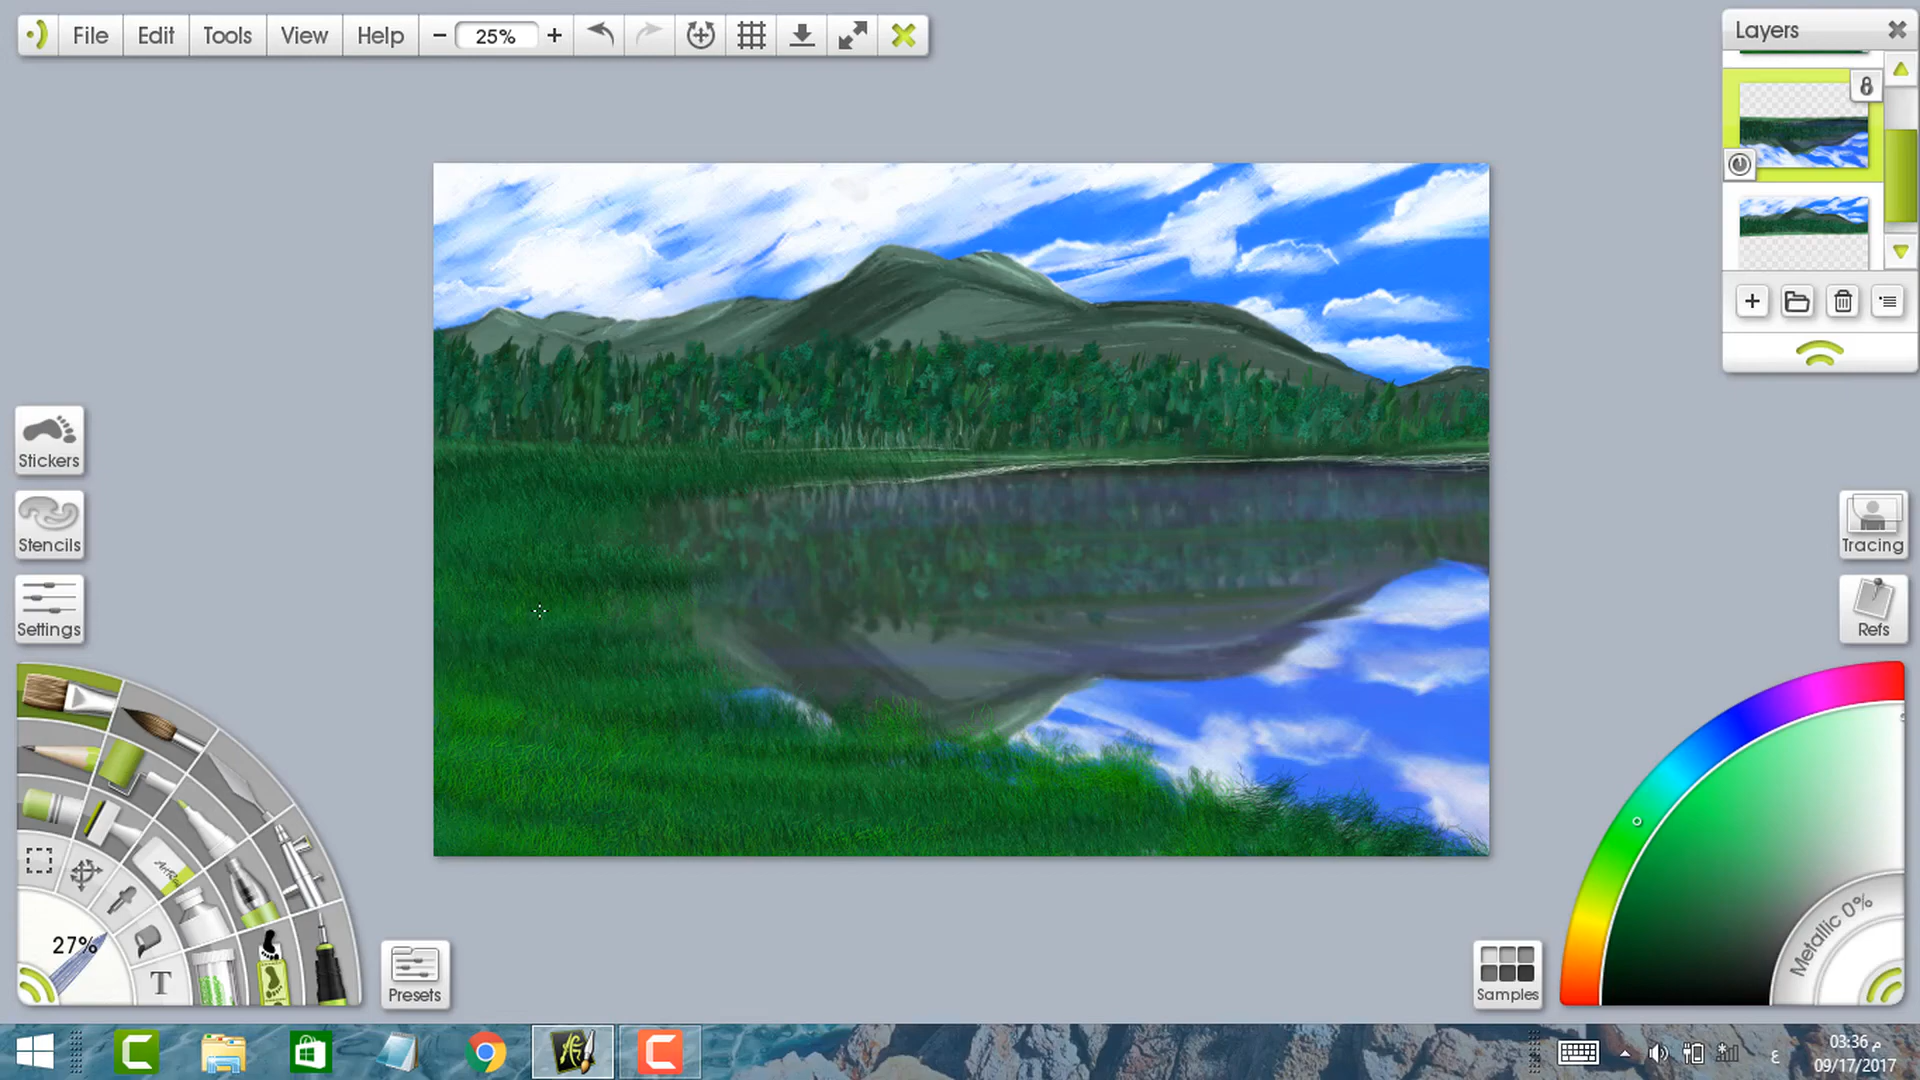 File Edit Tools View Help 25%
Layers
Stickers
Stencils
Settings
Tracing
Refs
27%
T
Presets
Samples
Metallic 0%
ع
03:36 م
09/17/2017